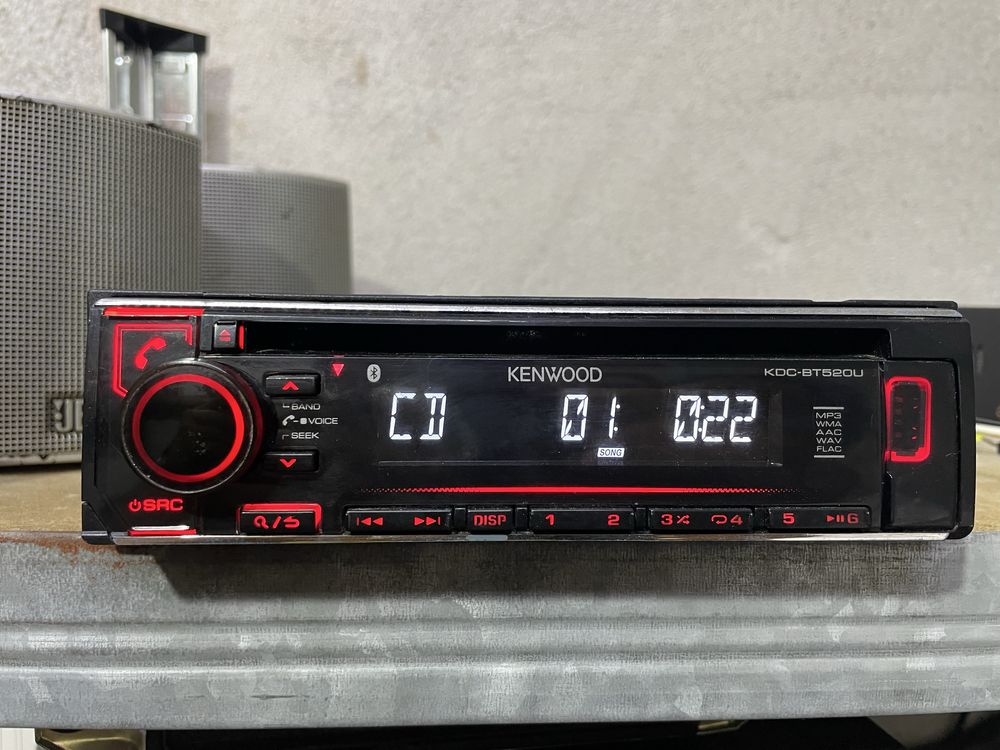 KENWOOD
KDC-BT520U
CD 01 0:22
SONG
BAND
VOICE
SEEK
MP3
WMA
AAC
WAV
FLAC
SRC
DISP 1 2 3 4 5 6